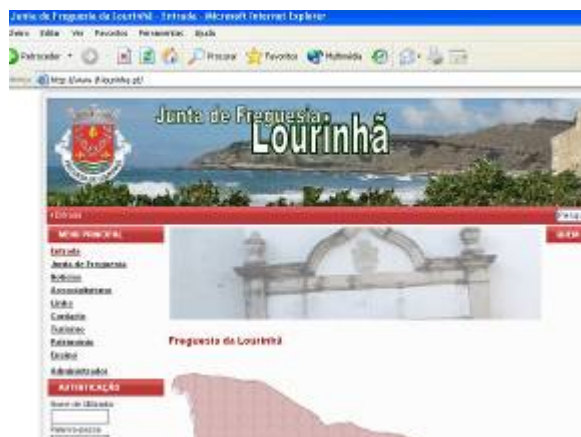 Junta de Freguesia da Lourinhã - Entrada - Microsoft Internet Explorer
Editar Ver Favoritos Ferramentas Ajuda
Retroceder Procurar Favoritos Multimédia
Junta de Freguesia
Lourinhã
Entrada
MENU PRINCIPAL
QUEM
Entrada
Junta de Freguesia
Notícias
Associativismo
Links
Contacto
Turismo
Património
Ensino
Administrador
Freguesia da Lourinhã
AUTENTICAÇÃO
Nome de Utilizador
Palavra-passe